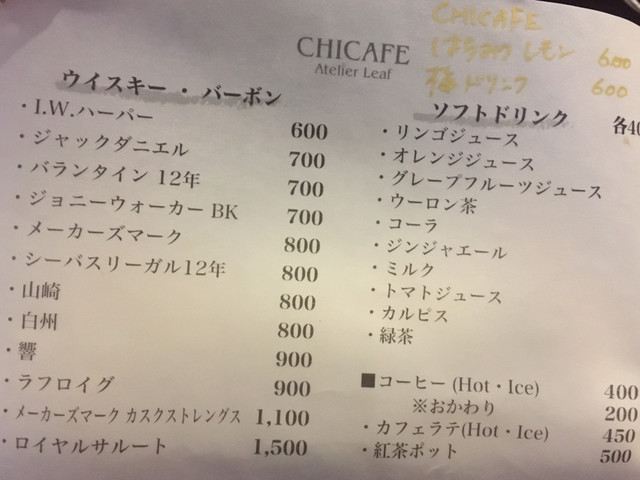 CHICAFE
はちみつ レモン 600
梅ドリンク 600
CHICAFE
Atelier Leaf
ウイスキー・バーボン
・I.W.ハーパー 600
・ジャックダニエル 700
・バランタイン 12年 700
・ジョニーウォーカー BK 700
・メーカーズマーク 800
・シーバスリーガル12年 800
・山崎 800
・白州 800
・響 900
・ラフロイグ 900
・メーカーズマーク カスクストレングス 1,100
・ロイヤルサルート 1,500
ソフトドリンク 各40
・リンゴジュース
・オレンジジュース
・グレープフルーツジュース
・ウーロン茶
・コーラ
・ジンジャエール
・ミルク
・トマトジュース
・カルピス
・緑茶
■コーヒー (Hot・Ice) 400
※おかわり 200
・カフェラテ(Hot・Ice) 450
・紅茶ポット 500